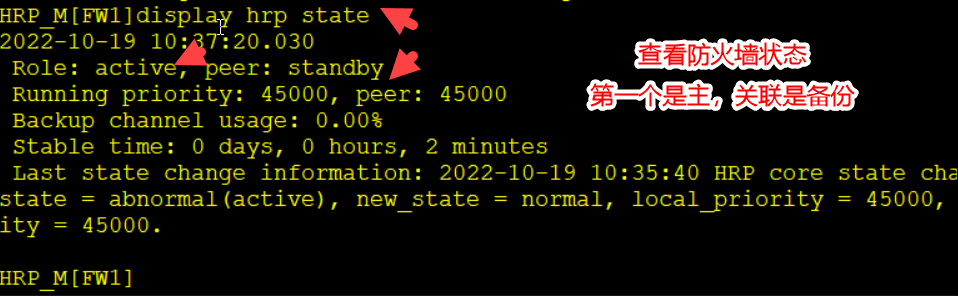 HRP_M[FW1]display hrp state
2022-10-19 10:37:20.030
Role: active, peer: standby
Running priority: 45000, peer: 45000
Backup channel usage: 0.00%
Stable time: 0 days, 0 hours, 2 minutes
Last state change information: 2022-10-19 10:35:40 HRP core state cha
state = abnormal(active), new_state = normal, local_priority = 45000,
ity = 45000.
HRP_M[FW1]
查看防火墙状态
第一个是主，关联是备份